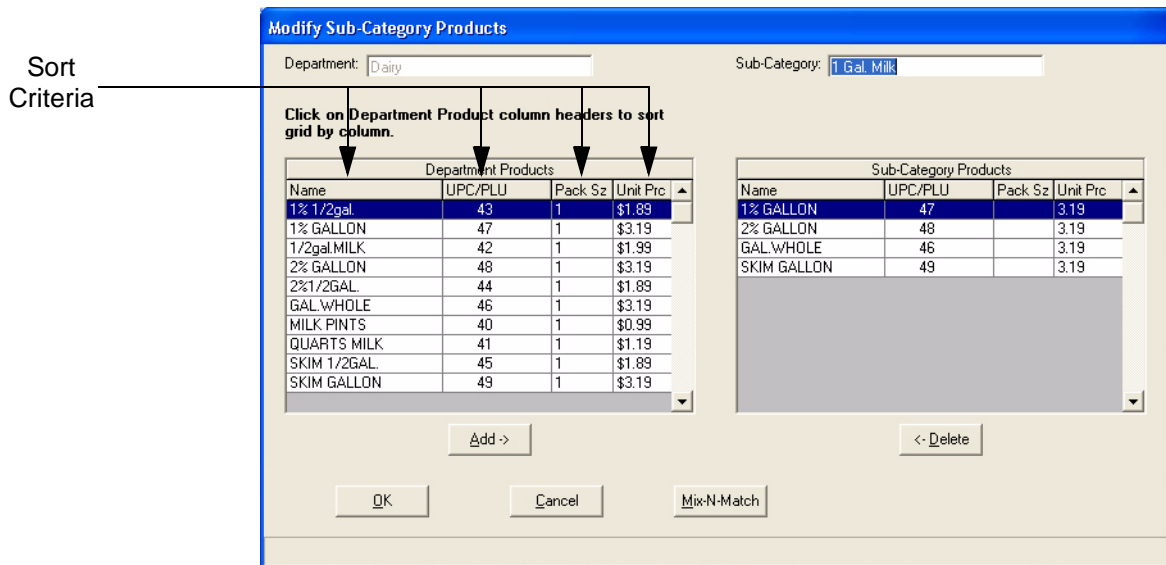 Modify Sub-Category Products
Department: Dairy
Sub-Category: 1 Gal. Milk
Sort
Criteria
Click on Department Product column headers to sort
grid by column.
Department Products
Name UPC/PLU Pack Sz Unit Prc
1% 1/2gal. 43 1 $1.89
1% GALLON 47 1 $3.19
1/2gal.MILK 42 1 $1.99
2% GALLON 48 1 $3.19
2%1/2GAL. 44 1 $1.89
GAL.WHOLE 46 1 $3.19
MILK PINTS 40 1 $0.99
QUARTS MILK 41 1 $1.19
SKIM 1/2GAL. 45 1 $1.89
SKIM GALLON 49 1 $3.19
Sub-Category Products
Name UPC/PLU Pack Sz Unit Prc
1% GALLON 47 3.19
2% GALLON 48 3.19
GAL.WHOLE 46 3.19
SKIM GALLON 49 3.19
Add ->
<- Delete
OK
Cancel
Mix-N-Match